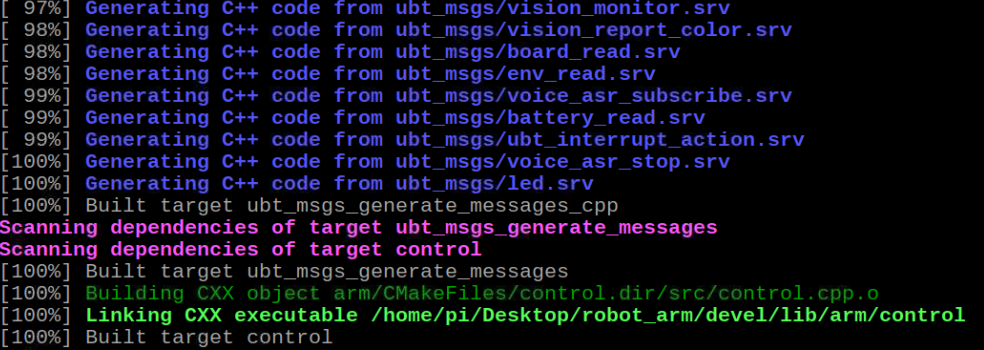 [ 97%] Generating C++ code from ubt_msgs/vision_monitor.srv
[ 98%] Generating C++ code from ubt_msgs/vision_report_color.srv
[ 98%] Generating C++ code from ubt_msgs/board_read.srv
[ 98%] Generating C++ code from ubt_msgs/env_read.srv
[ 99%] Generating C++ code from ubt_msgs/voice_asr_subscribe.srv
[ 99%] Generating C++ code from ubt_msgs/battery_read.srv
[ 99%] Generating C++ code from ubt_msgs/ubt_interrupt_action.srv
[100%] Generating C++ code from ubt_msgs/voice_asr_stop.srv
[100%] Generating C++ code from ubt_msgs/led.srv
[100%] Built target ubt_msgs_generate_messages_cpp
Scanning dependencies of target ubt_msgs_generate_messages
Scanning dependencies of target control
[100%] Built target ubt_msgs_generate_messages
[100%] Building CXX object arm/CMakeFiles/control.dir/src/control.cpp.o
[100%] Linking CXX executable /home/pi/Desktop/robot_arm/devel/lib/arm/control
[100%] Built target control